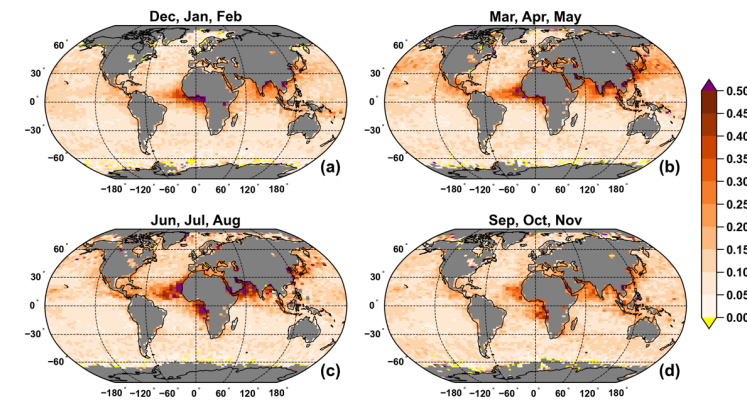 Dec, Jan, Feb
Mar, Apr, May
60°
30°
0°
−30°
−60°
(a)
−180°−120°−60° 0° 60° 120° 180°
60°
30°
0°
−30°
−60°
(b)
−180°−120°−60° 0° 60° 120° 180°
Jun, Jul, Aug
Sep, Oct, Nov
60°
30°
0°
−30°
−60°
(c)
−180°−120°−60° 0° 60° 120° 180°
60°
30°
0°
−30°
−60°
(d)
−180°−120°−60° 0° 60° 120° 180°
0.50
0.45
0.40
0.35
0.30
0.25
0.20
0.15
0.10
0.05
0.00